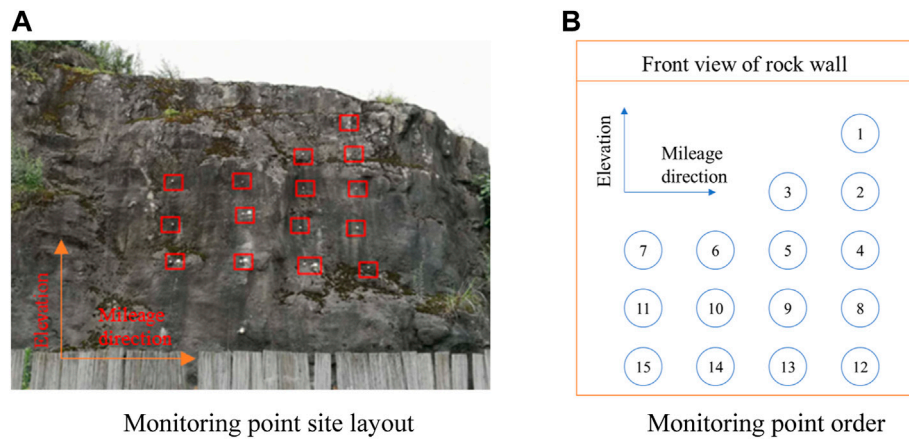 A
B
Elevation
Mileage
direction
Monitoring point site layout
Front view of rock wall
Elevation
Mileage
direction
1
3 2
7 6 5 4
11 10 9 8
15 14 13 12
Monitoring point order